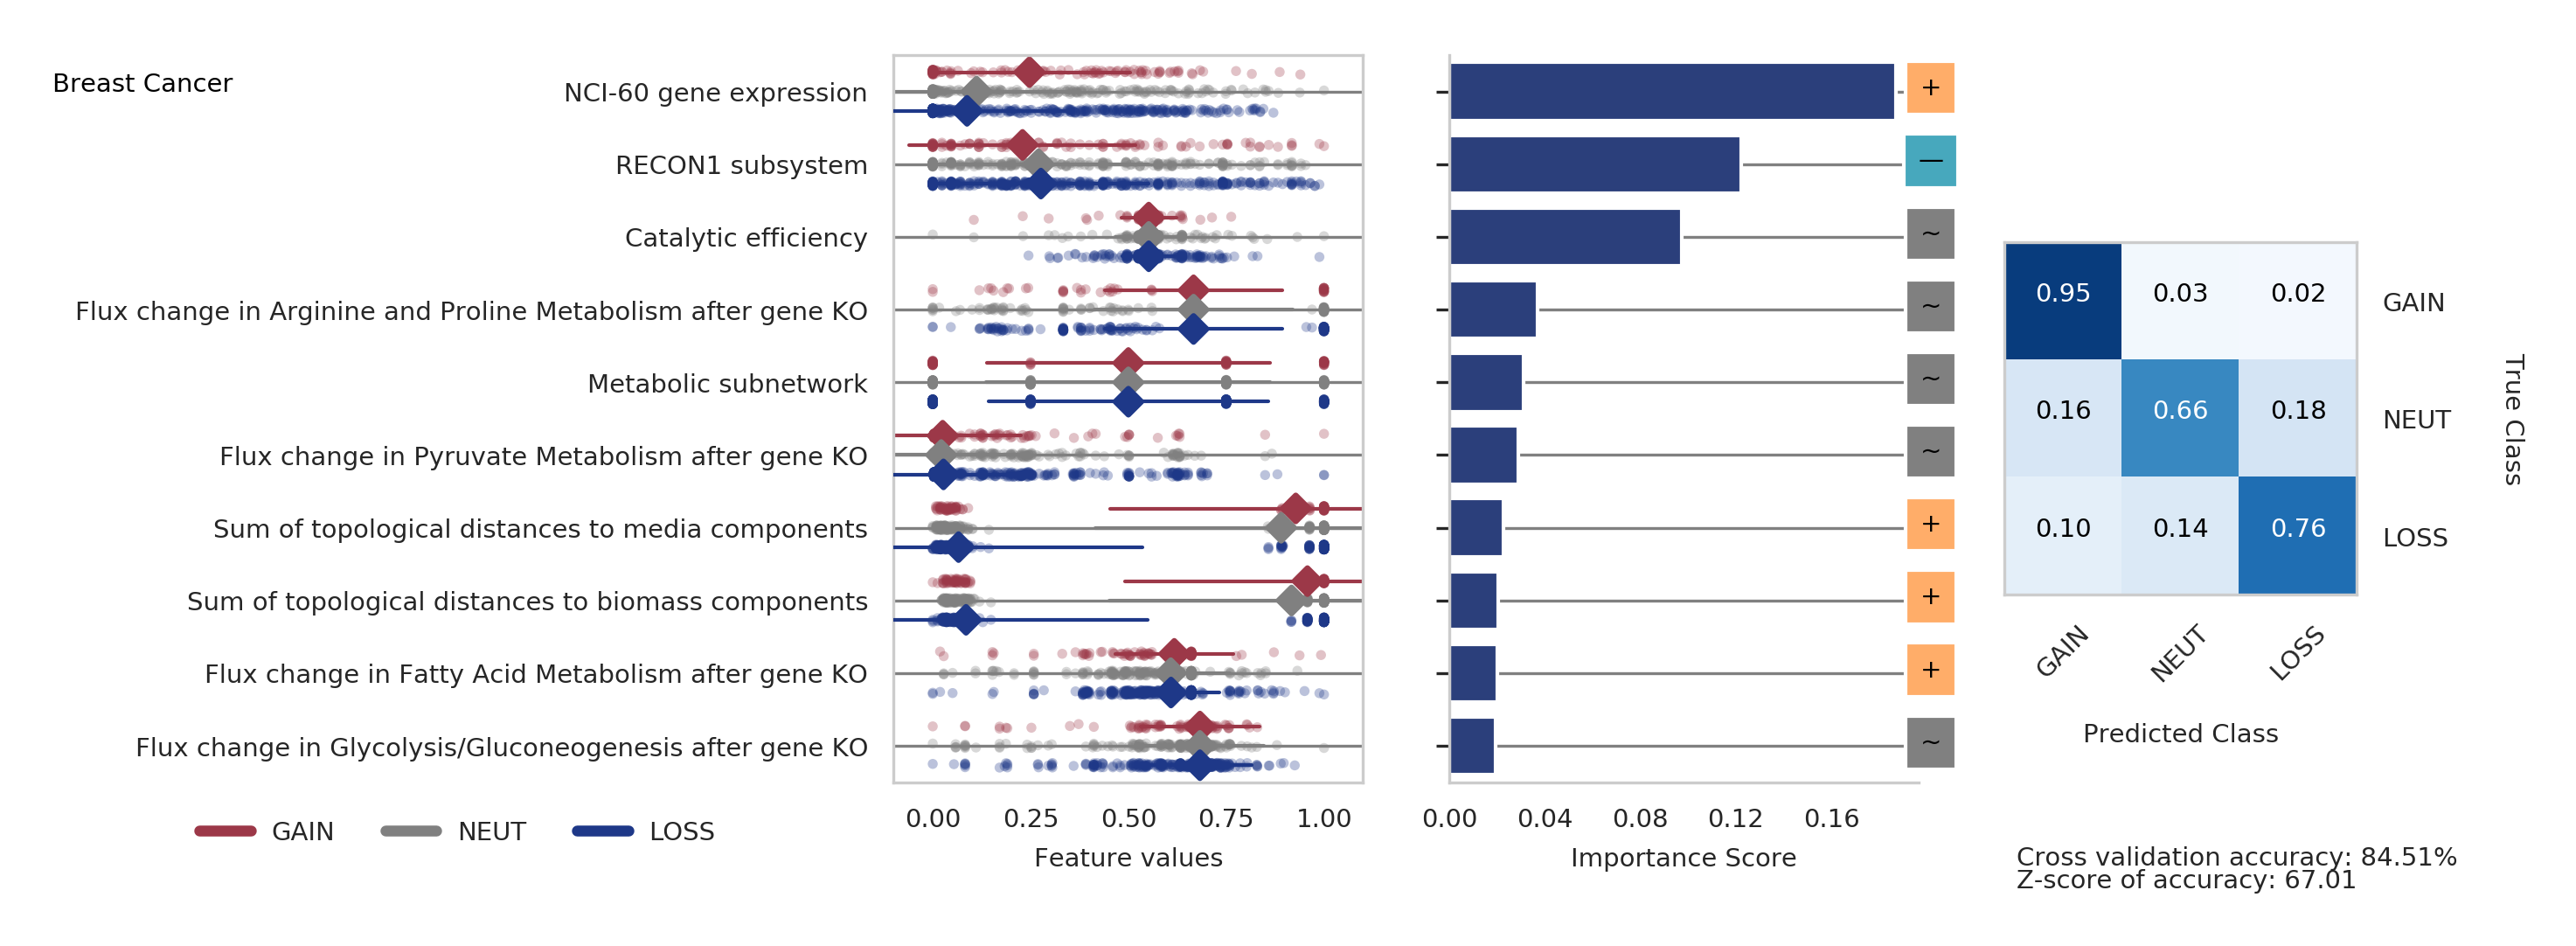 Breast Cancer
NCI-60 gene expression
RECON1 subsystem
Catalytic efficiency
Flux change in Arginine and Proline Metabolism after gene KO
Metabolic subnetwork
Flux change in Pyruvate Metabolism after gene KO
Sum of topological distances to media components
Sum of topological distances to biomass components
Flux change in Fatty Acid Metabolism after gene KO
Flux change in Glycolysis/Gluconeogenesis after gene KO
GAIN NEUT LOSS
0.00 0.25 0.50 0.75 1.00
Feature values
+
—
~
~
~
~
+
+
+
~
0.00 0.04 0.08 0.12 0.16
Importance Score
0.95 0.03 0.02 GAIN
0.16 0.66 0.18 NEUT
0.10 0.14 0.76 LOSS
True Class
GAIN NEUT LOSS
Predicted Class
Cross validation accuracy: 84.51%
Z-score of accuracy: 67.01